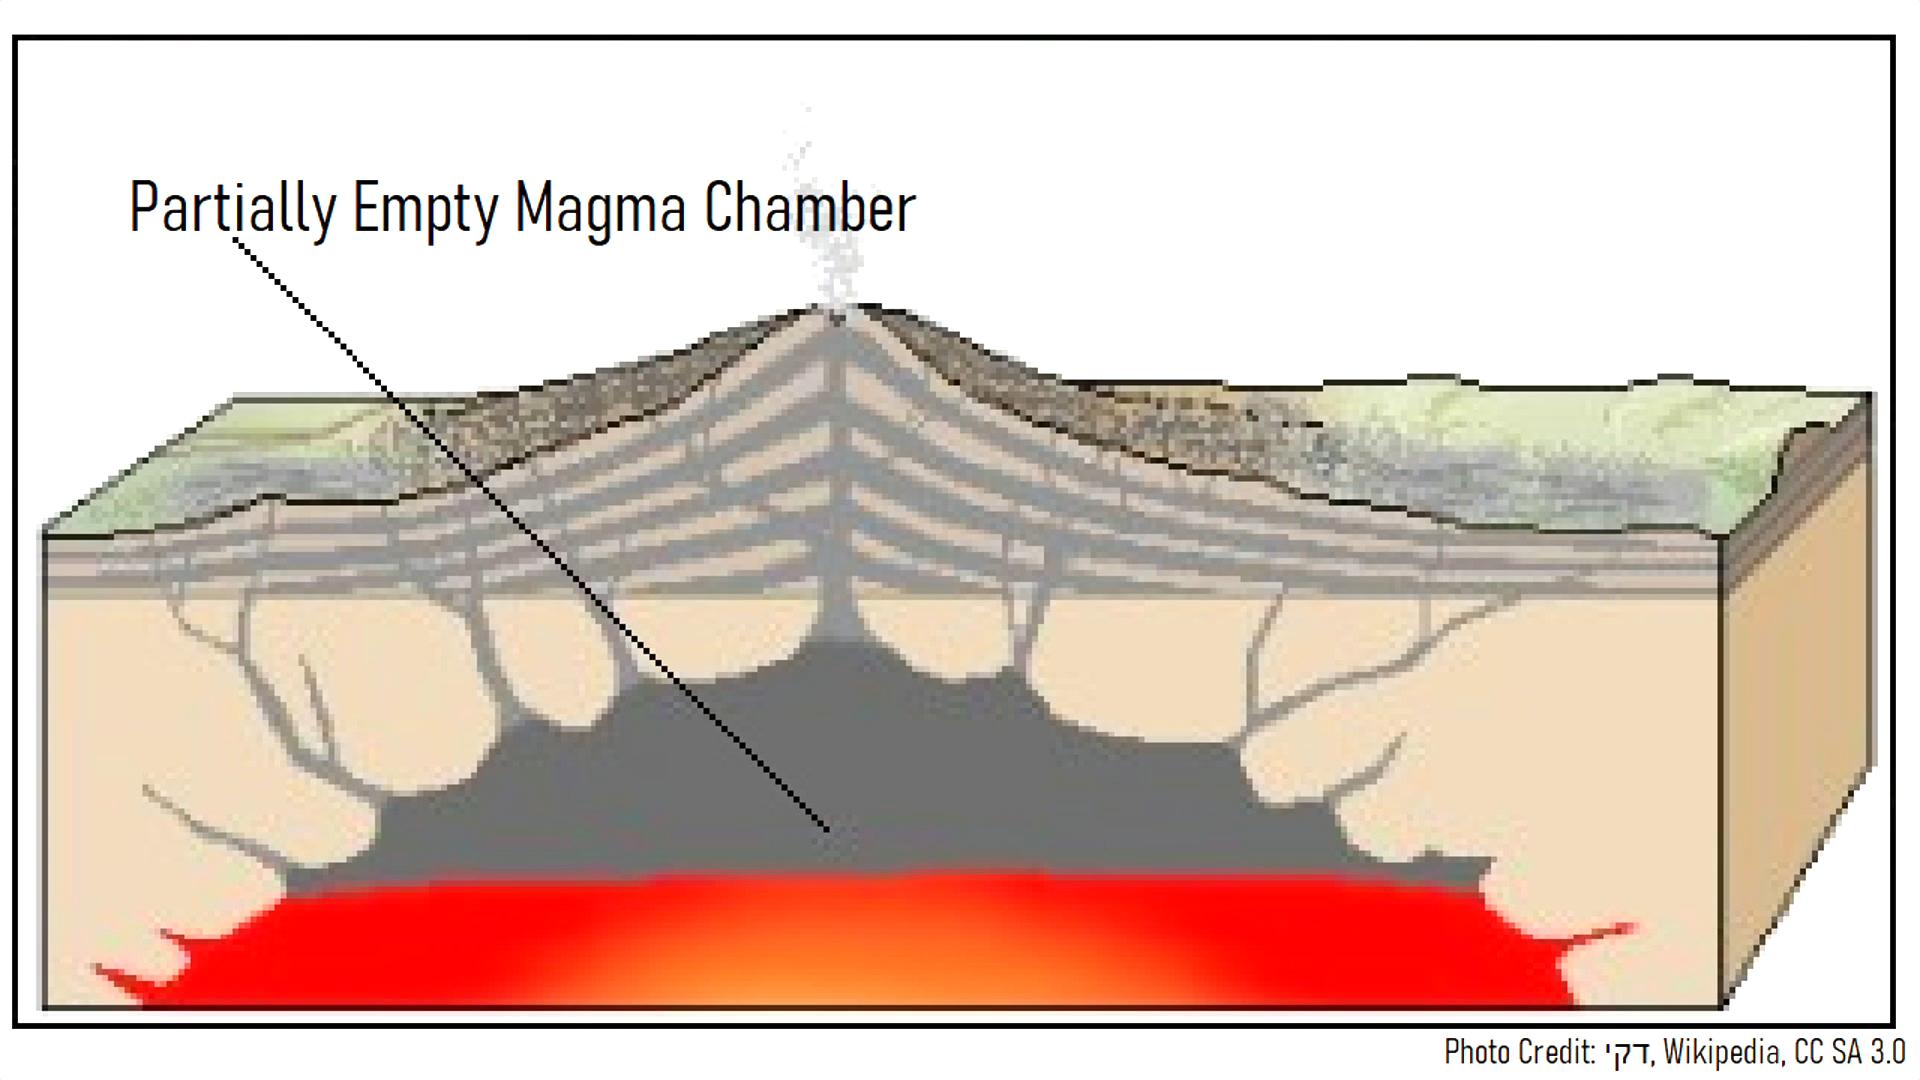 Partially Empty Magma Chamber
Photo Credit: דקי, Wikipedia, CC SA 3.0